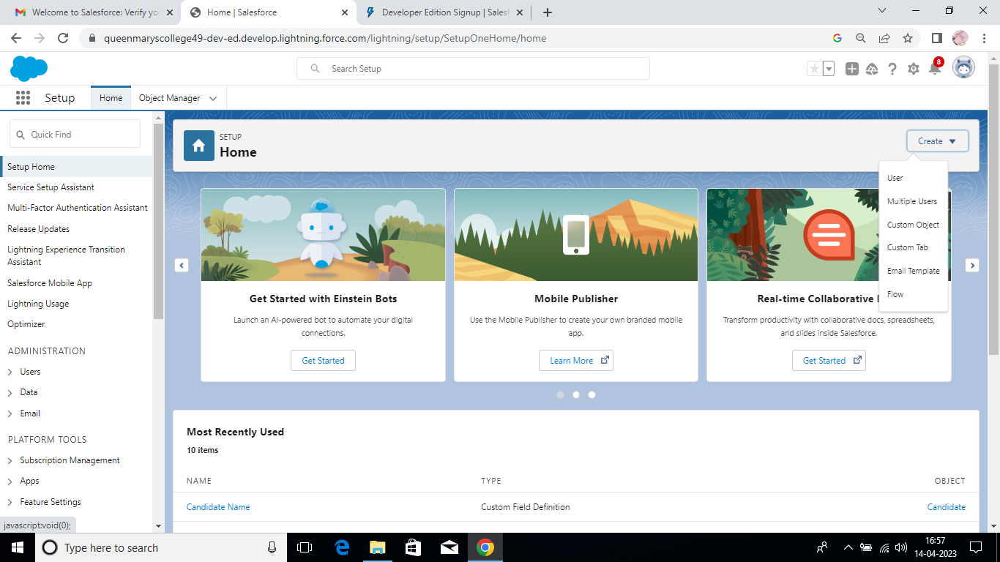 Welcome to Salesforce: Verify yo
Home | Salesforce
Developer Edition Signup | Sales
queenmaryscollege49-dev-ed.develop.lightning.force.com/lightning/setup/SetupOneHome/home
Search Setup
8
Setup
Home
Object Manager
Quick Find
Setup Home
Service Setup Assistant
Multi-Factor Authentication Assistant
Release Updates
Lightning Experience Transition
Assistant
Salesforce Mobile App
Lightning Usage
Optimizer
ADMINISTRATION
Users
Data
Email
PLATFORM TOOLS
Subscription Management
Apps
Feature Settings
javascript:void(0);
SETUP
Home
Create
User
Multiple Users
Custom Object
Custom Tab
Email Template
Flow
Get Started with Einstein Bots
Launch an AI-powered bot to automate your digital
connections.
Get Started
Mobile Publisher
Use the Mobile Publisher to create your own branded mobile
app.
Learn More
Real-time Collaborative
Transform productivity with collaborative docs, spreadsheets,
and slides inside Salesforce.
Get Started
Most Recently Used
10 items
NAME TYPE OBJECT
Candidate Name Custom Field Definition Candidate
Type here to search
16:57
14-04-2023